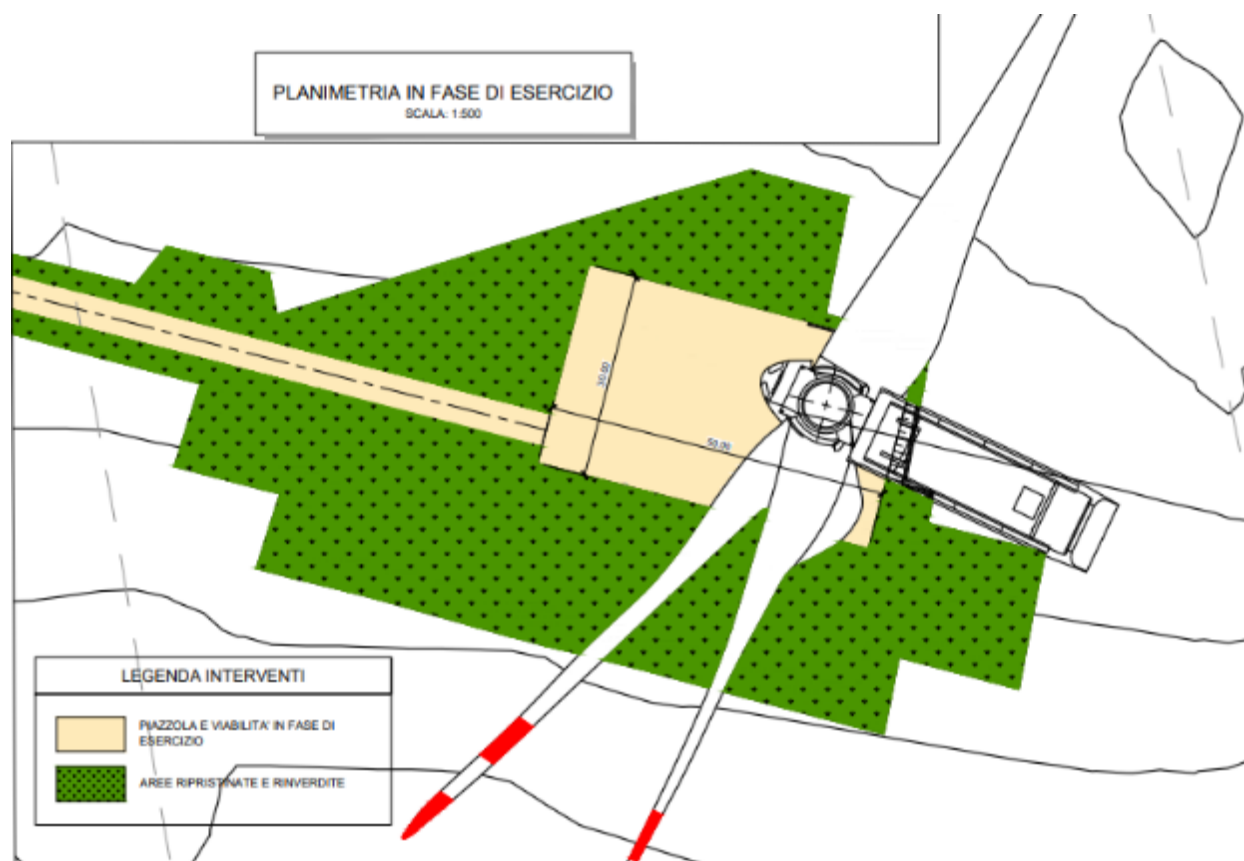 PLANIMETRIA IN FASE DI ESERCIZIO
SCALA: 1:500
30.00
50.00
LEGENDA INTERVENTI
PIAZZOLA E VIABILITA' IN FASE DI
ESERCIZIO
AREE RIPRISTINATE E RINVERDITE